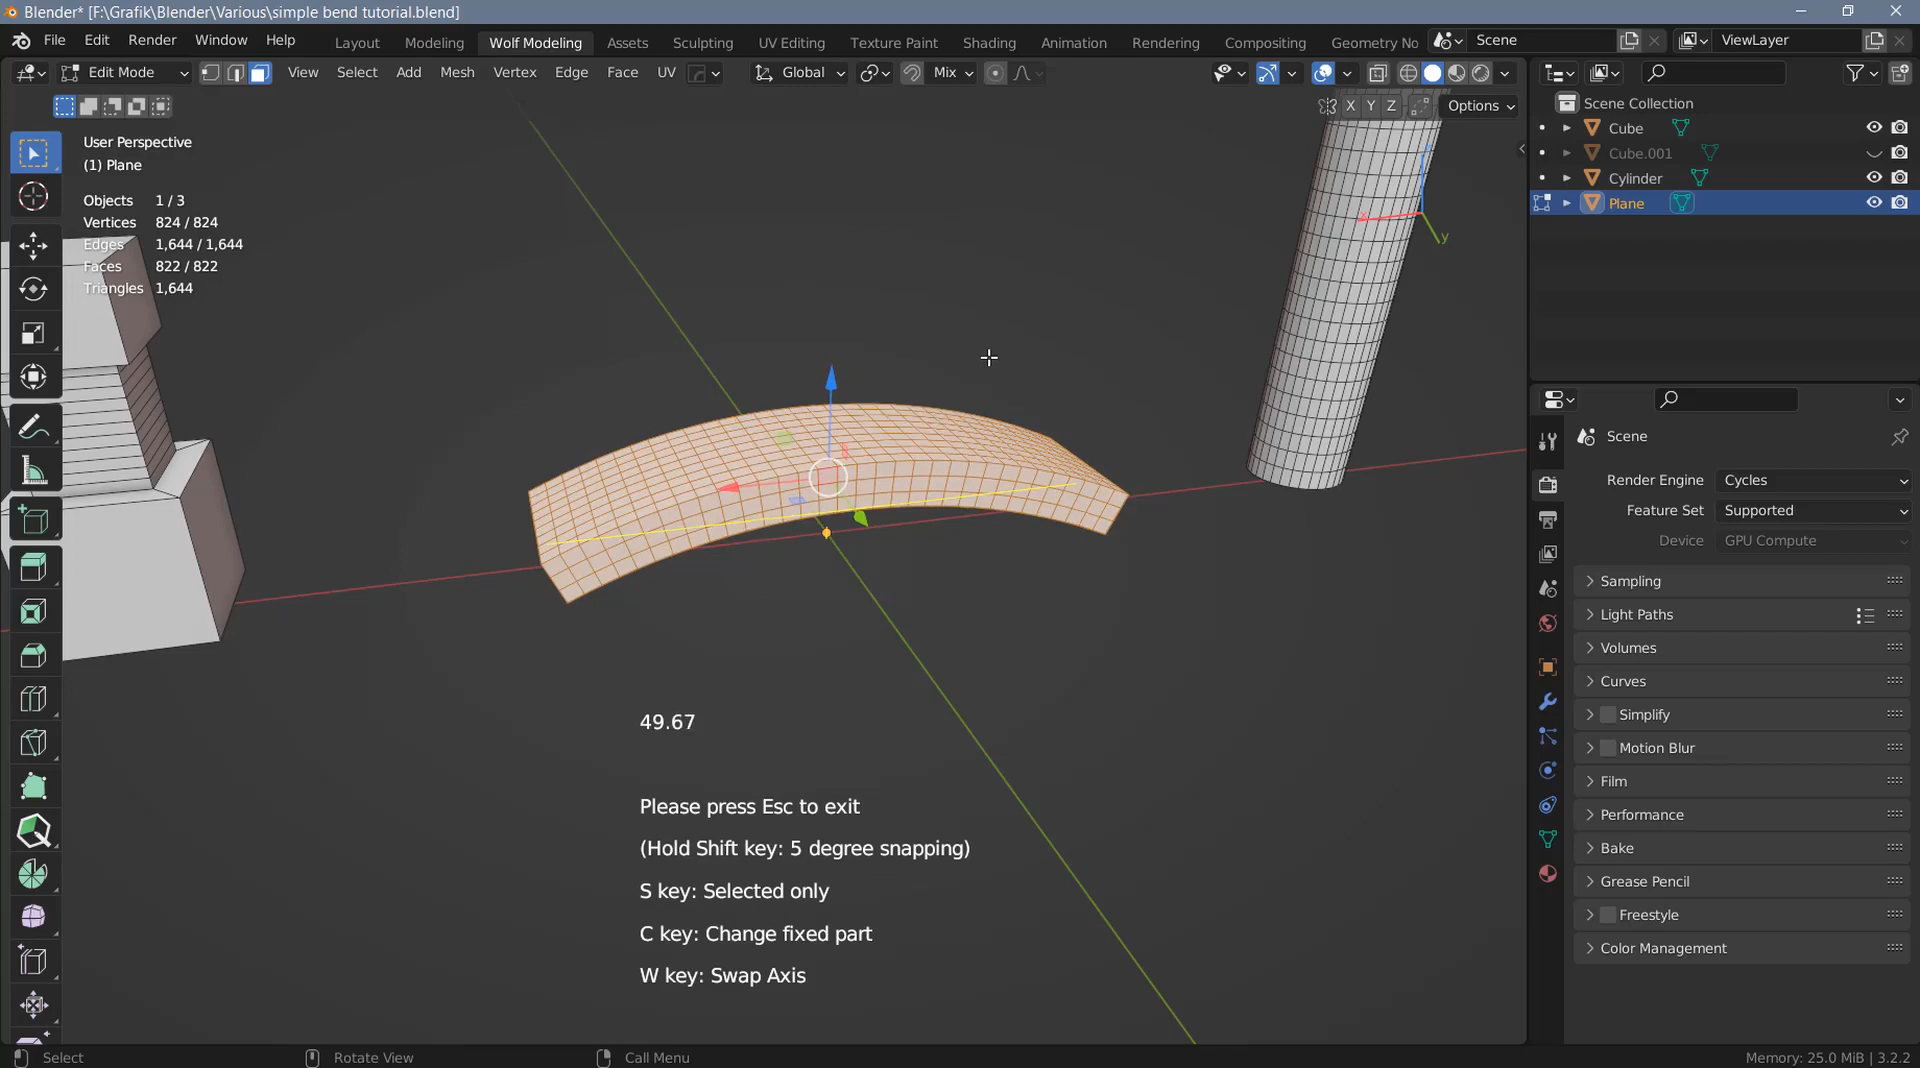 Blender* [F:\Grafik\Blender\Various\simple bend tutorial.blend]
File Edit Render Window Help Layout Modeling Wolf Modeling Assets Sculpting UV Editing Texture Paint Shading Animation Rendering Compositing Geometry No Scene ViewLayer
Edit Mode View Select Add Mesh Vertex Edge Face UV Global Mix
X Y Z Options
Scene Collection
Cube
Cube.001
Cylinder
Plane
User Perspective
(1) Plane
Objects 1 / 3
Vertices 824 / 824
Edges 1,644 / 1,644
Faces 822 / 822
Triangles 1,644
x
y
49.67
Please press Esc to exit
(Hold Shift key: 5 degree snapping)
S key: Selected only
C key: Change fixed part
W key: Swap Axis
Scene
Render Engine Cycles
Feature Set Supported
Device GPU Compute
Sampling
Light Paths
Volumes
Curves
Simplify
Motion Blur
Film
Performance
Bake
Grease Pencil
Freestyle
Color Management
Select Rotate View Call Menu Memory: 25.0 MiB | 3.2.2